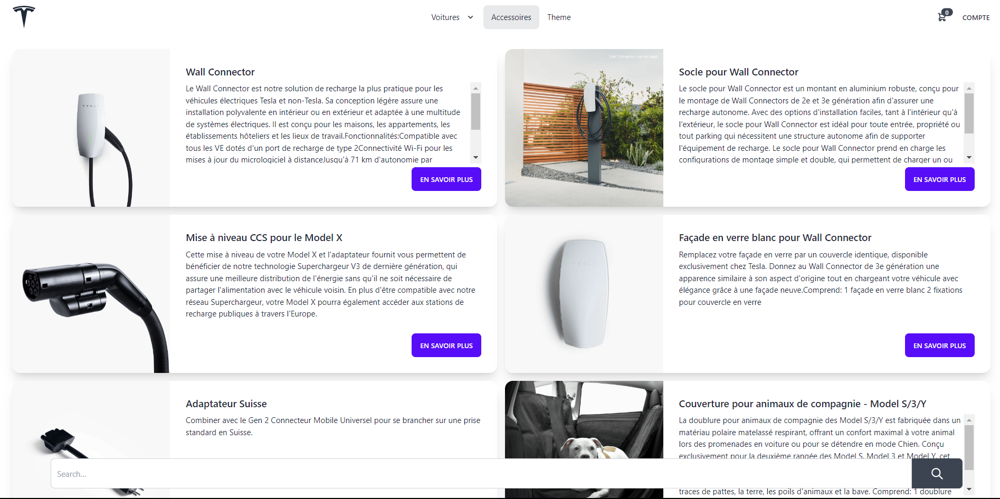 Voitures
Accessoires
Theme
0
COMPTE
Wall Connector
Le Wall Connector est notre solution de recharge la plus pratique pour les
véhicules électriques Tesla et non-Tesla. Sa conception légère assure une
installation polyvalente en intérieur ou en extérieur et adaptée à une multitude
de systèmes électriques. Il est conçu pour les maisons, les appartements, les
établissements hôteliers et les lieux de travail.Fonctionnalités:Compatible avec
tous les VE dotés d'un port de recharge de type 2Connectivité Wi-Fi pour les
mises à jour du micrologiciel à distanceJusqu'à 71 km d'autonomie par
EN SAVOIR PLUS
TESLA
Wall Connector not included
Socle pour Wall Connector
Le socle pour Wall Connector est un montant en aluminium robuste, conçu pour
le montage de Wall Connectors de 2e et 3e génération afin d'assurer une
recharge autonome. Avec des options d'installation faciles, tant à l'intérieur qu'à
l'extérieur, le socle pour Wall Connector est idéal pour toute entrée, propriété ou
tout parking qui nécessitent une structure autonome afin de supporter
l'équipement de recharge. Le socle pour Wall Connector prend en charge les
configurations de montage simple et double, qui permettent de charger un ou
EN SAVOIR PLUS
Mise à niveau CCS pour le Model X
Cette mise à niveau de votre Model X et l'adaptateur fournit vous permettent de
bénéficier de notre technologie Superchargeur V3 de dernière génération, qui
assure une meilleure distribution de l'énergie sans qu'il ne soit nécessaire de
partager l'alimentation avec le véhicule voisin. En plus d'être compatible avec notre
réseau Superchargeur, votre Model X pourra également accéder aux stations de
recharge publiques à travers l'Europe.
EN SAVOIR PLUS
TESLA
Façade en verre blanc pour Wall Connector
Remplacez votre façade en verre par un couvercle identique, disponible
exclusivement chez Tesla. Donnez au Wall Connector de 3e génération une
apparence similaire à son aspect d'origine tout en chargeant votre véhicule avec
élégance grâce à une façade neuve.Comprend: 1 façade en verre blanc 2 fixations
pour couvercle en verre
EN SAVOIR PLUS
Adaptateur Suisse
Combiner avec le Gen 2 Connecteur Mobile Universel pour se brancher sur une prise
standard en Suisse.
Couverture pour animaux de compagnie - Model S/3/Y
La doublure pour animaux de compagnie des Model S/3/Y est fabriquée dans un
matériau polaire matelassé respirant, offrant un confort maximal à votre animal
lors des promenades en voiture ou pour se détendre en mode Chien. Conçu
exclusivement pour la deuxième rangée des Model S, Model 3 et Model Y, cet
traces de pattes, la terre, les poils d'animaux et la bave. Comprend: 1 doublure
Search...